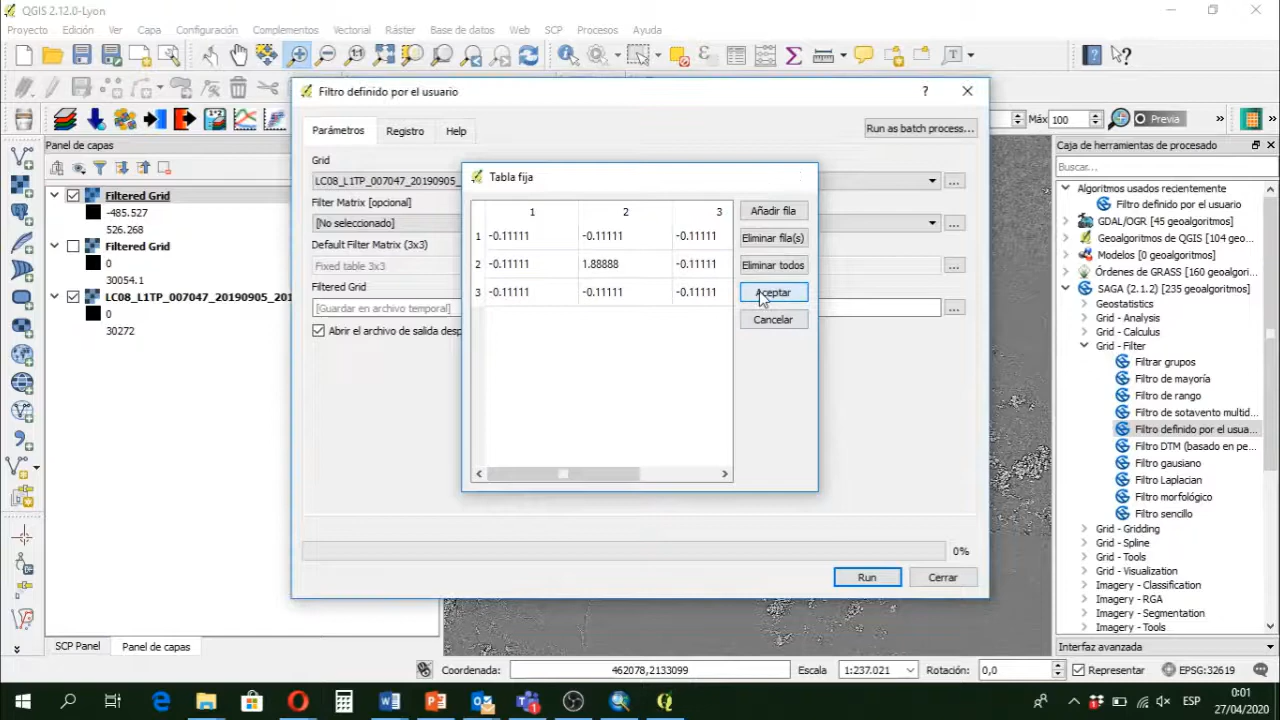 QGIS 2.12.0-Lyon
Proyecto Edición Ver Capa Configuración Complementos Vectorial Ráster Base de datos Web SCP Procesos Ayuda
Máx 100 Previa
Panel de capas
Filtered Grid
-485.527
526.268
Filtered Grid
0
30054.1
LC08_L1TP_007047_20190905_201
0
30272
SCP Panel Panel de capas
Filtro definido por el usuario
Parámetros Registro Help
Run as batch process...
Grid
LC08_L1TP_007047_20190905_
Filter Matrix [opcional]
[No seleccionado]
Default Filter Matrix (3x3)
Fixed table 3x3
Filtered Grid
[Guardar en archivo temporal]
Abrir el archivo de salida desp
0%
Run Cerrar
Tabla fija
1 2 3
1 -0.11111 -0.11111 -0.11111
2 -0.11111 1.88888 -0.11111
3 -0.11111 -0.11111 -0.11111
Añadir fila
Eliminar fila(s)
Eliminar todos
Aceptar
Cancelar
Caja de herramientas de procesado
Buscar...
Algoritmos usados recientemente
Filtro definido por el usuario
GDAL/OGR [45 geoalgoritmos]
Geoalgoritmos de QGIS [104 geo...
Modelos [0 geoalgoritmos]
Órdenes de GRASS [160 geoalgori...
SAGA (2.1.2) [235 geoalgoritmos]
Geostatistics
Grid - Analysis
Grid - Calculus
Grid - Filter
Filtrar grupos
Filtro de mayoría
Filtro de rango
Filtro de sotavento multid...
Filtro definido por el usua...
Filtro DTM (basado en pe...
Filtro gausiano
Filtro Laplacian
Filtro morfológico
Filtro sencillo
Grid - Gridding
Grid - Spline
Grid - Tools
Grid - Visualization
Imagery - Classification
Imagery - RGA
Imagery - Segmentation
Imagery - Tools
Interfaz avanzada
Coordenada: 462078,2133099 Escala 1:237.021 Rotación: 0,0 Representar EPSG:32619
ESP 0:01
27/04/2020